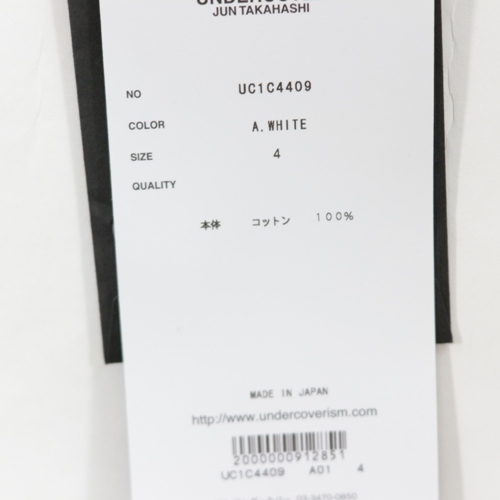 JUN TAKAHASHI
NO UC1C4409
COLOR A.WHITE
SIZE 4
QUALITY
本体 コットン 100%
MADE IN JAPAN
http://www.undercoverism.com
2000000912851
UC1C4409 A01 4